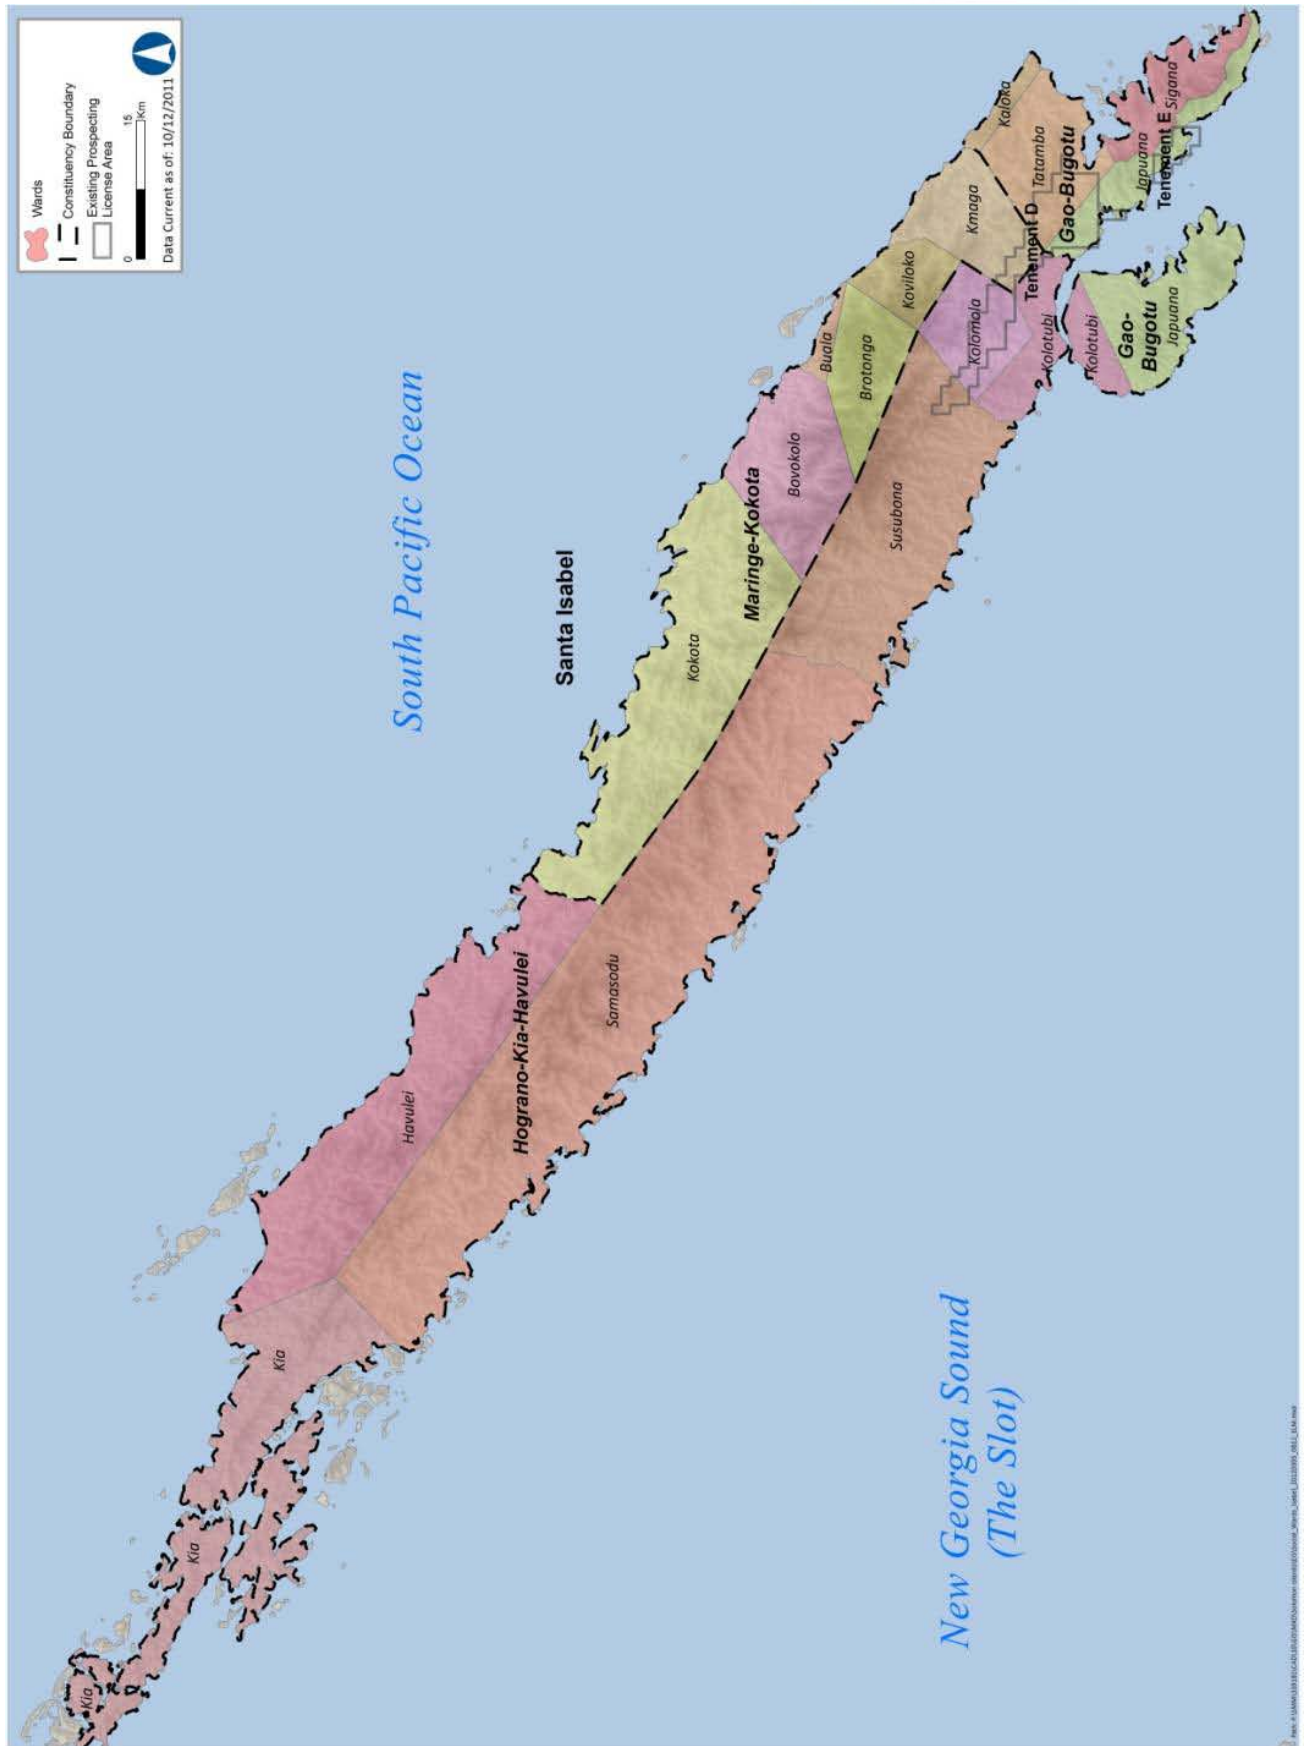 Wards
Constituency Boundary
Existing Prospecting
License Area
0
15
Km
Data Current as of: 10/12/2011
South Pacific Ocean
Santa Isabel
New Georgia Sound
(The Slot)
Kia
Kia
Kia
Havulei
Hograno-Kia-Havulei
Samasodu
Kokota
Maringe-Kokota
Bovokolo
Susubona
Buala
Brotonga
Koviloko
Kolomola
Kolotubi
Kolotubi
Kmaga
Kaloka
Tatamba
Tenement D
Gao-Bugotu
Gao-
Bugotu
Japuana
Japuana
Tenement E
Sigana